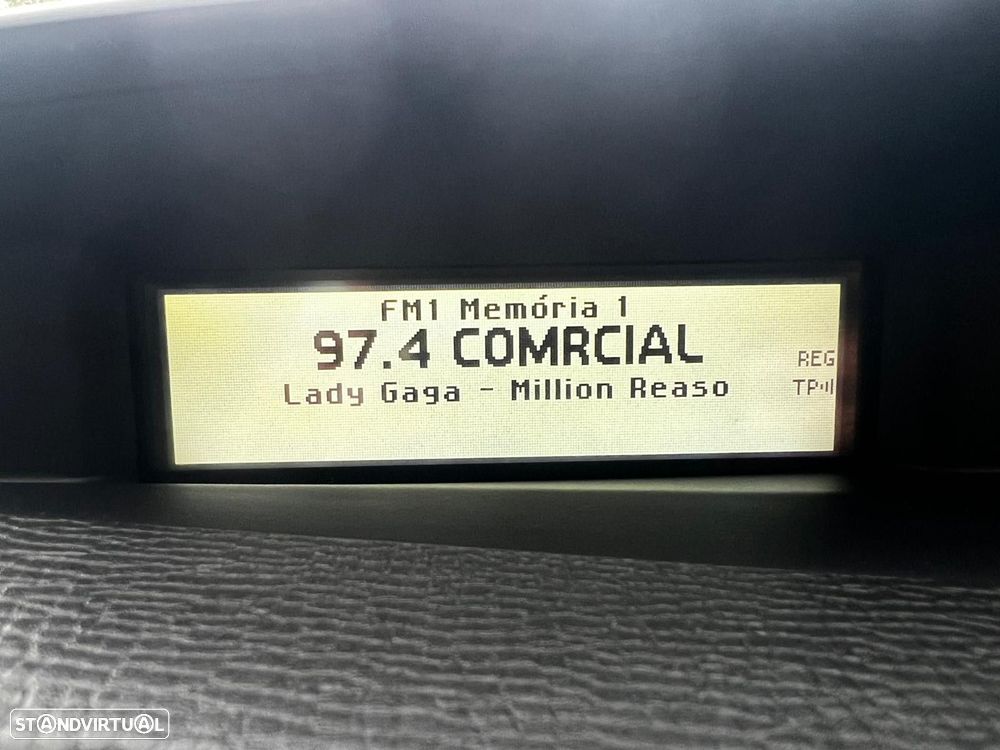 FM1 Memória 1
97.4 COMRCIAL
REG
Lady Gaga - Million Reaso
TP
STANDVIRTUAL